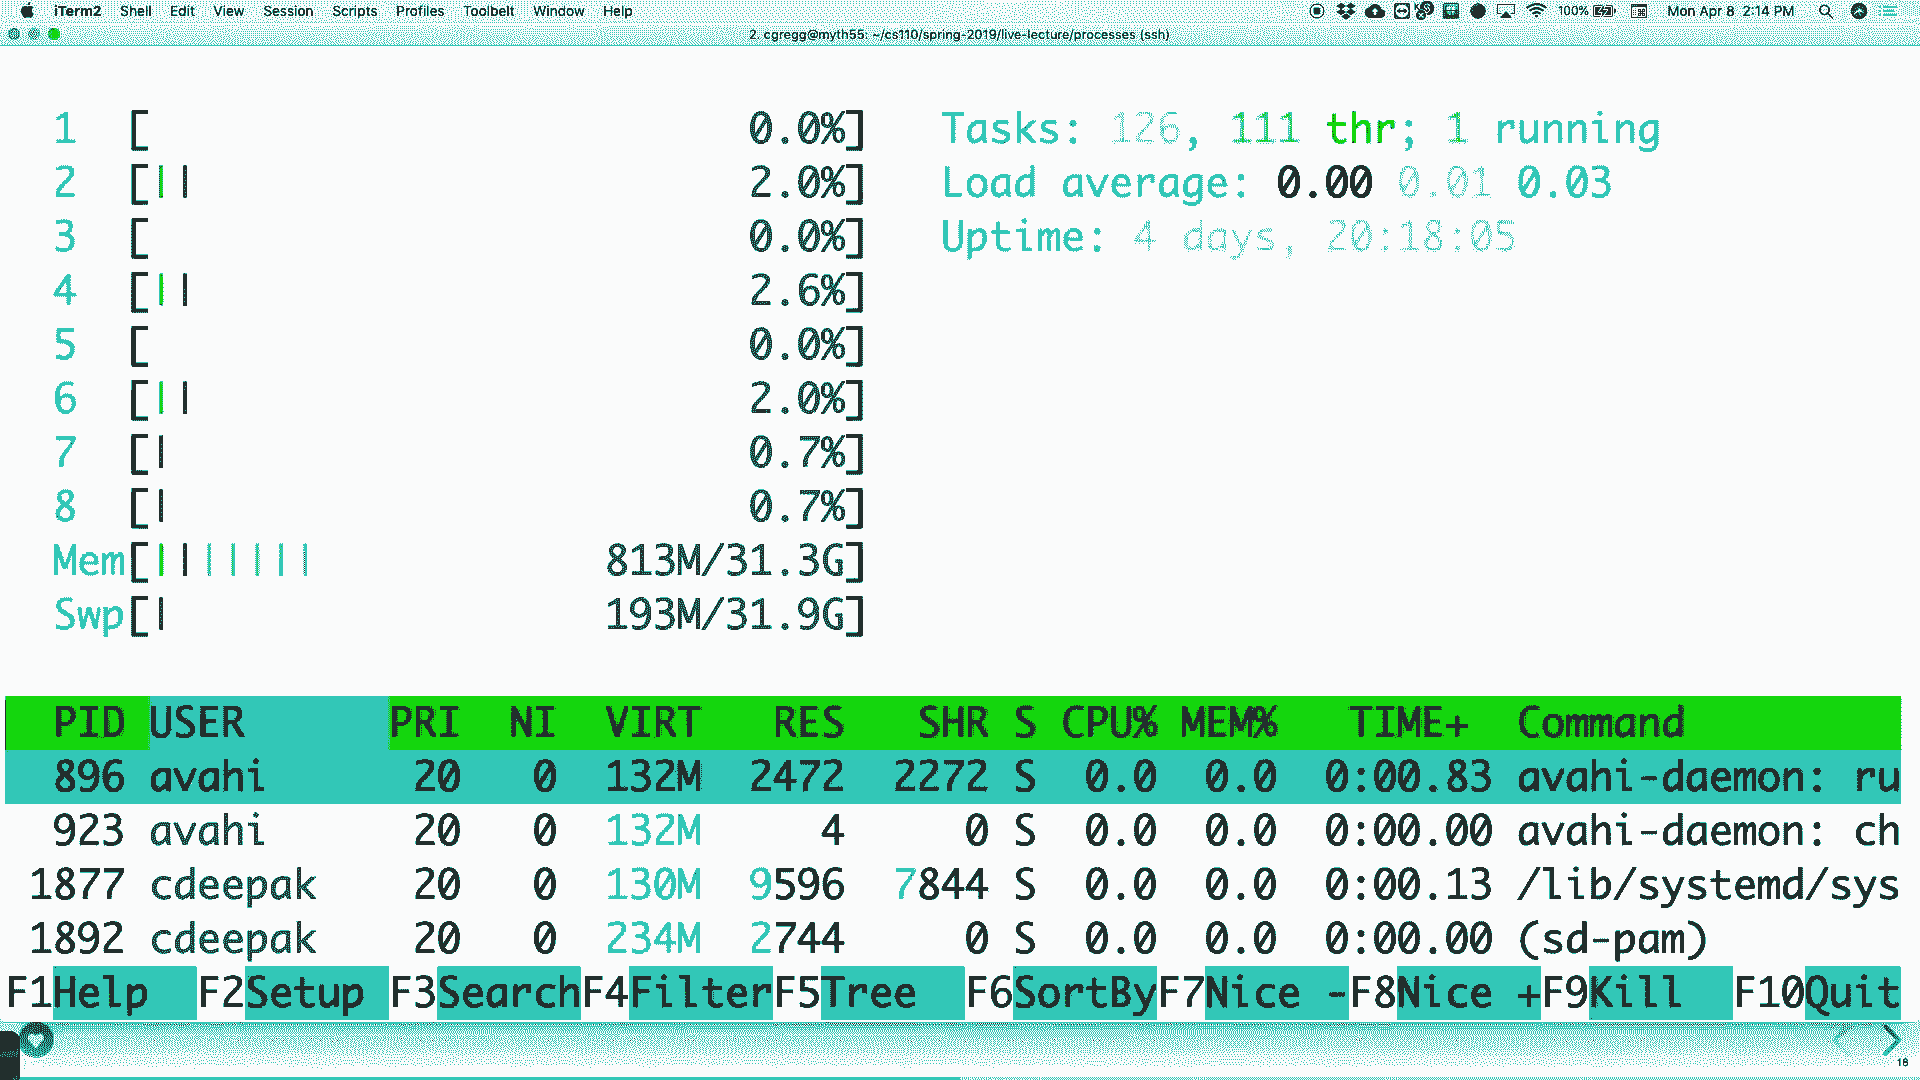 iTerm2 Shell Edit View Session Scripts Profiles Toolbelt Window Help 100% Mon Apr 8 2:14 PM
2. cgregg@myth55: ~/cs110/spring-2019/live-lecture/processes (ssh)
1 [ 0.0%] Tasks: 126, 111 thr; 1 running
2 [|| 2.0%] Load average: 0.00 0.01 0.03
3 [ 0.0%] Uptime: 4 days, 20:18:05
4 [|| 2.6%]
5 [ 0.0%]
6 [|| 2.0%]
7 [| 0.7%]
8 [| 0.7%]
Mem[||||||| 813M/31.3G]
Swp[| 193M/31.9G]
PID USER PRI NI VIRT RES SHR S CPU% MEM% TIME+ Command
896 avahi 20 0 132M 2472 2272 S 0.0 0.0 0:00.83 avahi-daemon: ru
923 avahi 20 0 132M 4 0 S 0.0 0.0 0:00.00 avahi-daemon: ch
1877 cdeepak 20 0 130M 9596 7844 S 0.0 0.0 0:00.13 /lib/systemd/sys
1892 cdeepak 20 0 234M 2744 0 S 0.0 0.0 0:00.00 (sd-pam)
F1Help F2Setup F3SearchF4FilterF5Tree F6SortByF7Nice -F8Nice +F9Kill F10Quit
18